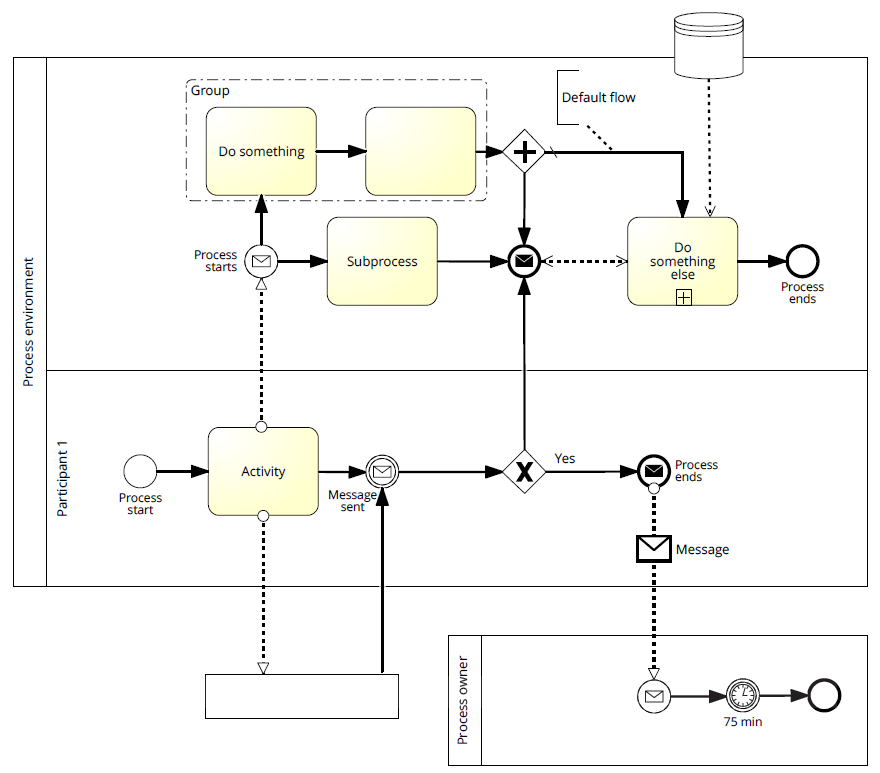 Group
Default flow
Do something
Process
starts
Subprocess
Do
something
else
Process
ends
Process environment
Participant 1
Activity
Process
start
Message
sent
Yes
Process
ends
Message
Process owner
75 min